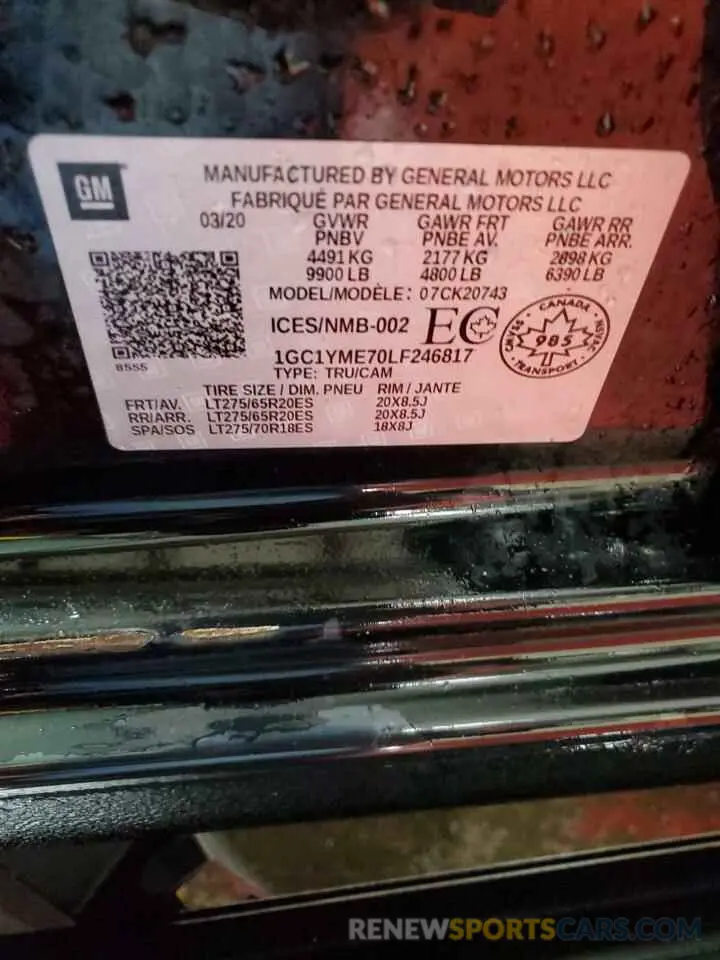 GM
MANUFACTURED BY GENERAL MOTORS LLC
FABRIQUÉ PAR GENERAL MOTORS LLC
03/20 GVWR GAWR FRT GAWR RR
PNBV PNBE AV. PNBE ARR.
4491 KG 2177 KG 2898 KG
9900 LB 4800 LB 6390 LB
MODEL/MODÈLE: 07CK20743
ICES/NMB-002 EC
CANADA
985
TRANSPORT
8555
1GC1YME70LF246817
TYPE: TRU/CAM
TIRE SIZE / DIM. PNEU RIM / JANTE
FRT/AV. LT275/65R20ES 20X8.5J
RR/ARR. LT275/65R20ES 20X8.5J
SPA/SOS LT275/70R18ES 18X8J
RENEWSPORTSCARS.COM